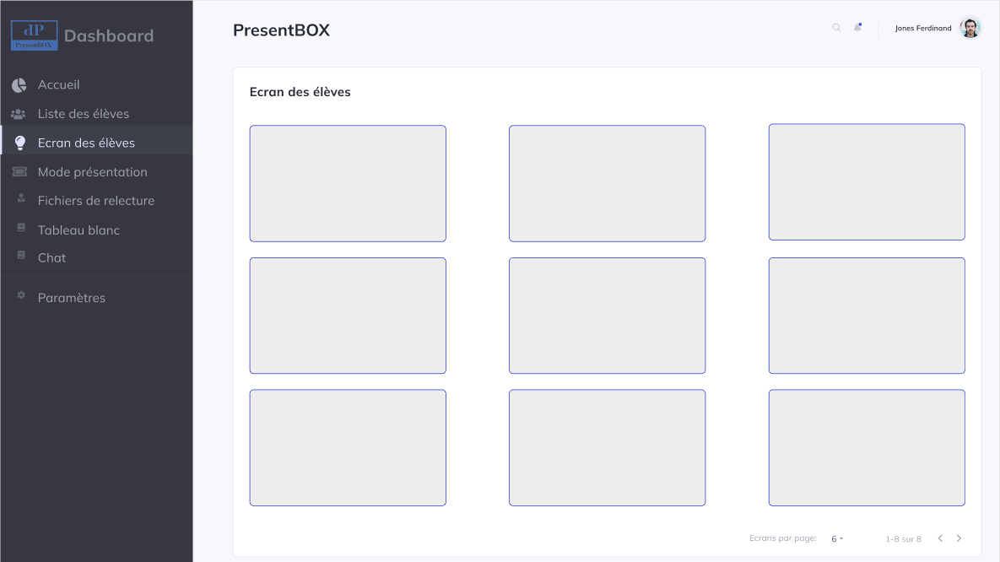 dP
PresentBOX
Dashboard
Accueil
Liste des élèves
Ecran des élèves
Mode présentation
Fichiers de relecture
Tableau blanc
Chat
Paramètres
PresentBOX
Jones Ferdinand
Ecran des élèves
Ecrans par page: 6 1-8 sur 8